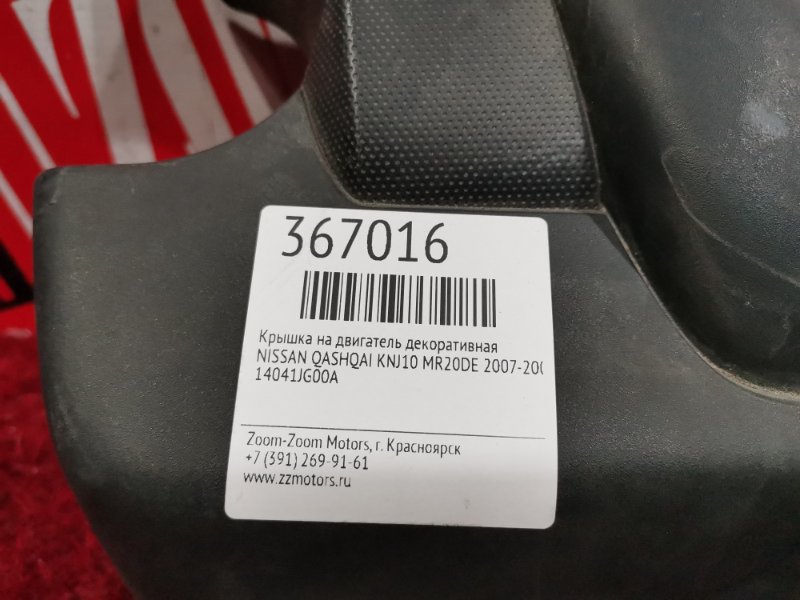 367016
Крышка на двигатель декоративная
NISSAN QASHQAI KNJ10 MR20DE 2007-200
14041JG00A
Zoom-Zoom Motors, г. Красноярск
+7 (391) 269-91-61
www.zzmotors.ru